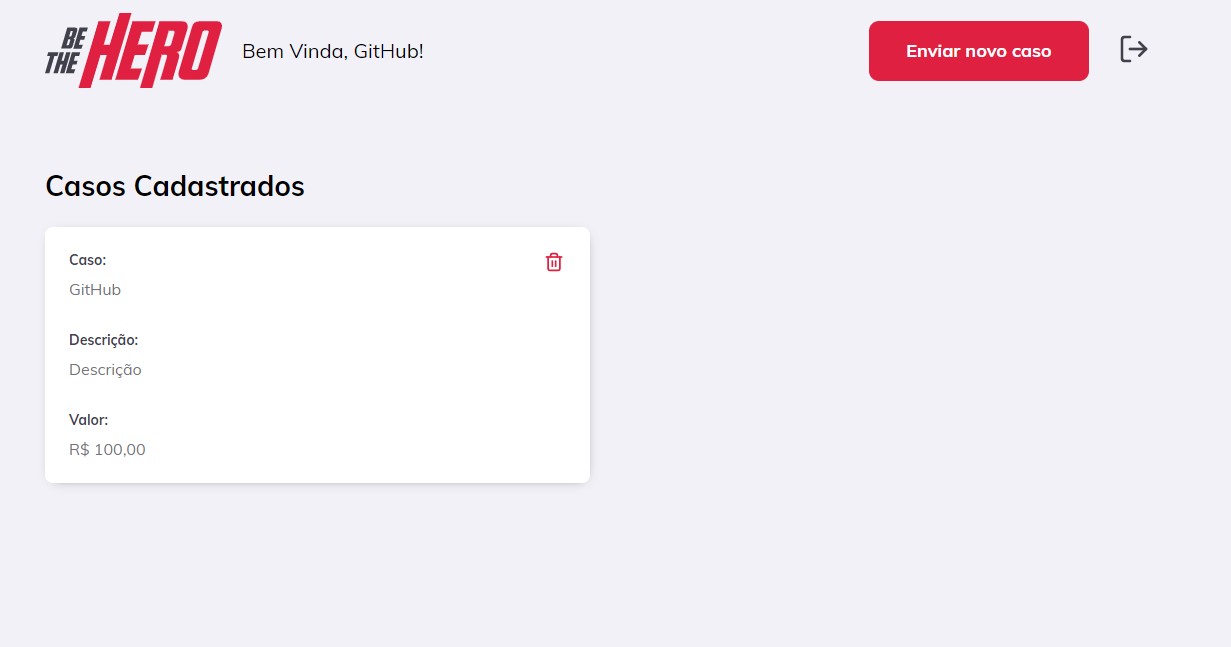 BE
THE
HERO
Bem Vinda, GitHub!
Enviar novo caso
Casos Cadastrados
Caso:
GitHub
Descrição:
Descrição
Valor:
R$ 100,00